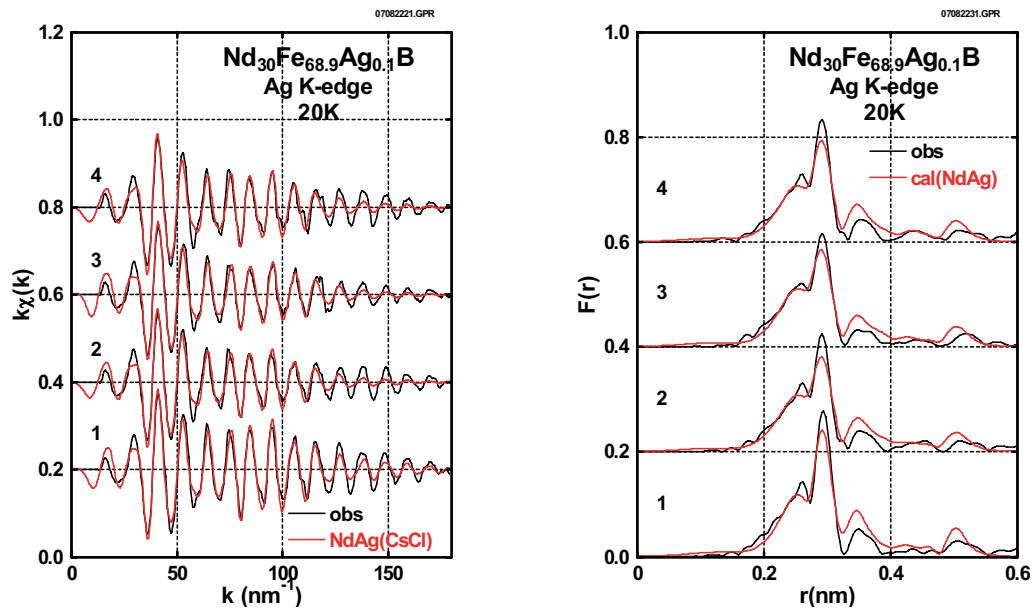 07082221.GPR
1.2
1.0
0.8
0.6
0.4
0.2
0.0
kχ(k)
Nd30Fe68.9Ag0.1B
Ag K-edge
20K
4
3
2
1
obs
NdAg(CsCl)
0
50
100
150
k (nm-1)
07082231.GPR
1.0
0.8
0.6
0.4
0.2
0.0
F(r)
Nd30Fe68.9Ag0.1B
Ag K-edge
20K
obs
cal(NdAg)
4
3
2
1
0
0.2
0.4
0.6
r(nm)